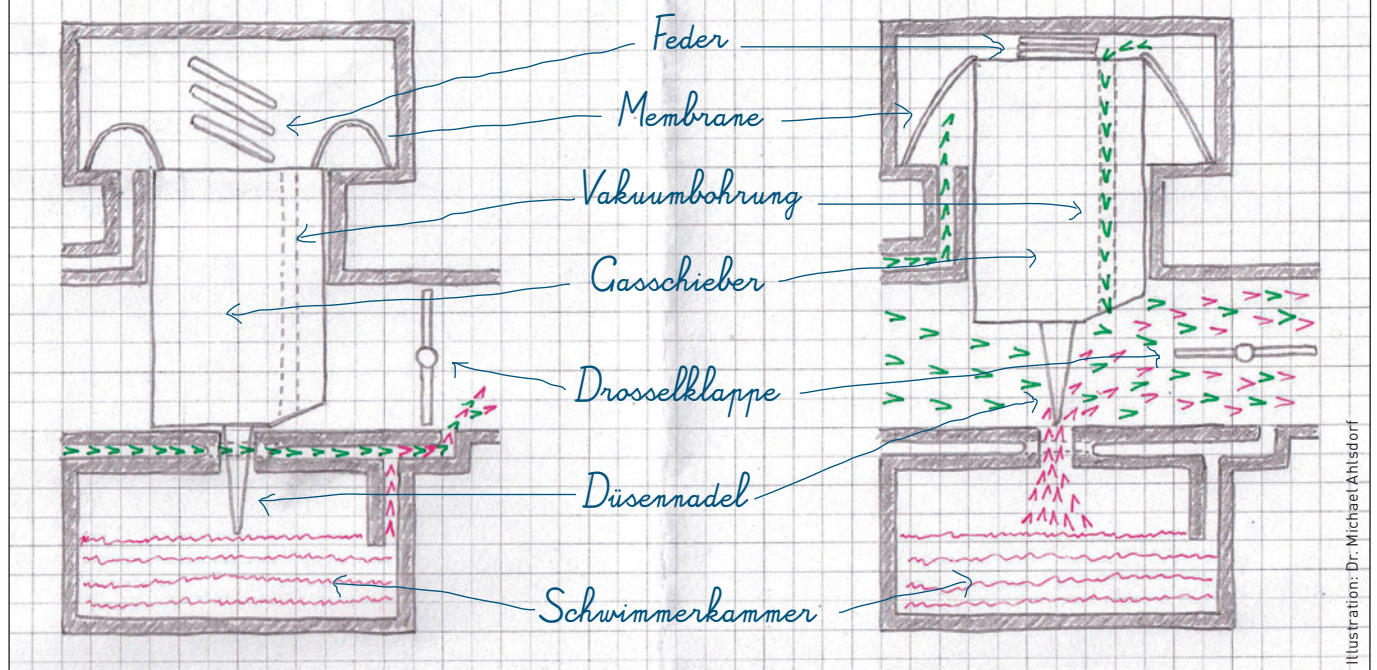 Feder
Membrane
Vakuumbohrung
Gasschieber
Drosselklappe
Düsennadel
Schwimmerkammer
Illustration: Dr. Michael Ahlsdorf